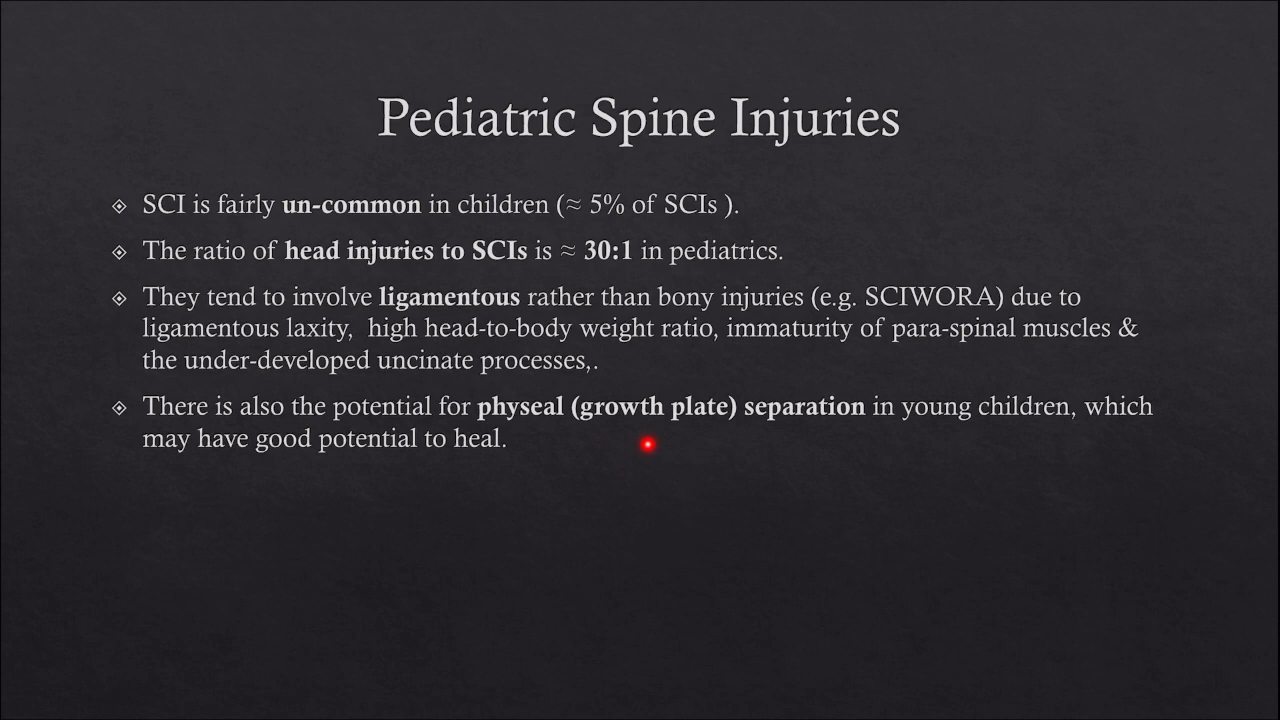 Pediatric Spine Injuries
SCI is fairly un-common in children (≈ 5% of SCIs ).
The ratio of head injuries to SCIs is ≈ 30:1 in pediatrics.
They tend to involve ligamentous rather than bony injuries (e.g. SCIWORA) due to
ligamentous laxity,  high head-to-body weight ratio, immaturity of para-spinal muscles &
the under-developed uncinate processes,.
There is also the potential for physeal (growth plate) separation in young children, which
may have good potential to heal.